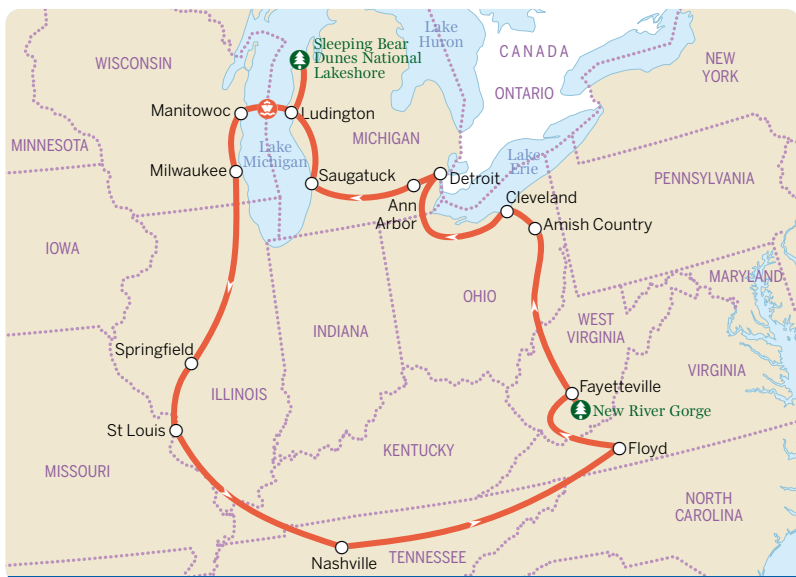 Lake
Huron
Sleeping Bear
Dunes National
Lakeshore
CANADA
WISCONSIN
NEW
YORK
ONTARIO
Manitowoc
Ludington
MICHIGAN
MINNESOTA
Lake
Michigan
Lake
Erie
Milwaukee
Saugatuck
Detroit
PENNSYLVANIA
Ann
Arbor
Cleveland
Amish Country
IOWA
MARYLAND
OHIO
INDIANA
WEST
VIRGINIA
Springfield
VIRGINIA
ILLINOIS
Fayetteville
New River Gorge
St Louis
KENTUCKY
Floyd
MISSOURI
NORTH
CAROLINA
Nashville
TENNESSEE